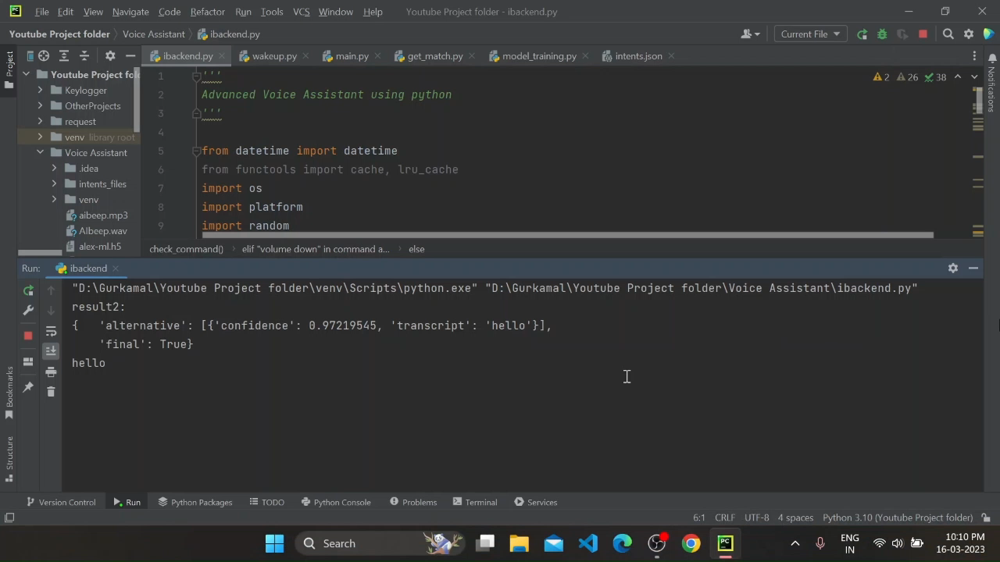 File Edit View Navigate Code Refactor Run Tools VCS Window Help Youtube Project folder - ibackend.py
Youtube Project folder Voice Assistant ibackend.py Current File
Project
ibackend.py wakeup.py main.py get_match.py model_training.py intents.json
Youtube Project fol
Keylogger
OtherProjects
request
venv library root
Voice Assistant
.idea
intents_files
venv
aibeep.mp3
AIbeep.wav
alex-ml.h5
2 26 38
1 '''
2 Advanced Voice Assistant using python
3 '''
4
5 from datetime import datetime
6 from functools import cache, lru_cache
7 import os
8 import platform
9 import random
check_command() elif "volume down" in command a... else
Notifications
Run: ibackend
"D:\Gurkamal\Youtube Project folder\venv\Scripts\python.exe" "D:\Gurkamal\Youtube Project folder\Voice Assistant\ibackend.py"
result2:
{ 'alternative': [{'confidence': 0.97219545, 'transcript': 'hello'}],
'final': True}
hello
Bookmarks
Structure
Version Control Run Python Packages TODO Python Console Problems Terminal Services
6:1 CRLF UTF-8 4 spaces Python 3.10 (Youtube Project folder)
Search
PC
ENG
IN
10:10 PM
16-03-2023